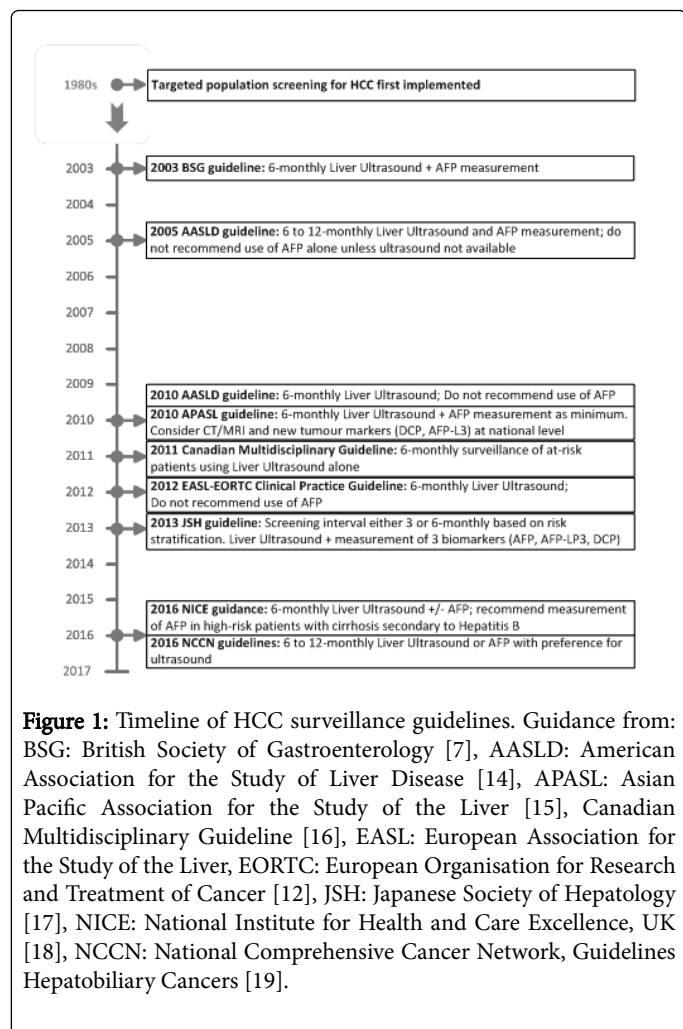 1980s
Targeted population screening for HCC first implemented
2003
2003 BSG guideline: 6-monthly Liver Ultrasound + AFP measurement
2004
2005
2005 AASLD guideline: 6 to 12-monthly Liver Ultrasound and AFP measurement; do
not recommend use of AFP alone unless ultrasound not available
2006
2007
2008
2009
2010 AASLD guideline: 6-monthly Liver Ultrasound; Do not recommend use of AFP
2010
2010 APASL guideline: 6-monthly Liver Ultrasound + AFP measurement as minimum.
Consider CT/MRI and new tumour markers (DCP, AFP-L3) at national level
2011
2011 Canadian Multidisciplinary Guideline: 6-monthly surveillance of at-risk
patients using Liver Ultrasound alone
2012
2012 EASL-EORTC Clinical Practice Guideline: 6-monthly Liver Ultrasound;
Do not recommend use of AFP
2013
2013 JSH guideline: Screening interval either 3 or 6-monthly based on risk
stratification. Liver Ultrasound + measurement of 3 biomarkers (AFP, AFP-LP3, DCP)
2014
2015
2016 NICE guidance: 6-monthly Liver Ultrasound +/- AFP; recommend measurement
of AFP in high-risk patients with cirrhosis secondary to Hepatitis B
2016
2016 NCCN guidelines: 6 to 12-monthly Liver Ultrasound or AFP with preference for
ultrasound
2017
Figure 1: Timeline of HCC surveillance guidelines. Guidance from:
BSG: British Society of Gastroenterology [7], AASLD: American
Association for the Study of Liver Disease [14], APASL: Asian
Pacific Association for the Study of the Liver [15], Canadian
Multidisciplinary Guideline [16], EASL: European Association for
the Study of the Liver, EORTC: European Organisation for Research
and Treatment of Cancer [12], JSH: Japanese Society of Hepatology
[17], NICE: National Institute for Health and Care Excellence, UK
[18], NCCN: National Comprehensive Cancer Network, Guidelines
Hepatobiliary Cancers [19].